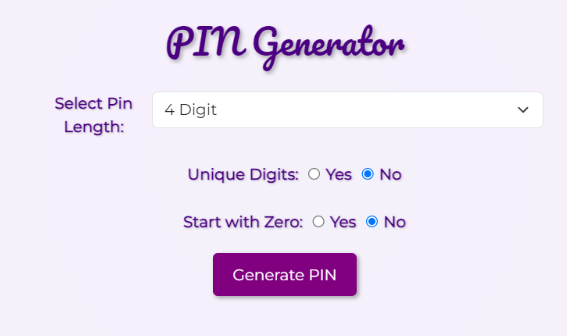 PIN Generator
Select Pin
Length:
4 Digit
Unique Digits: Yes No
Start with Zero: Yes No
Generate PIN